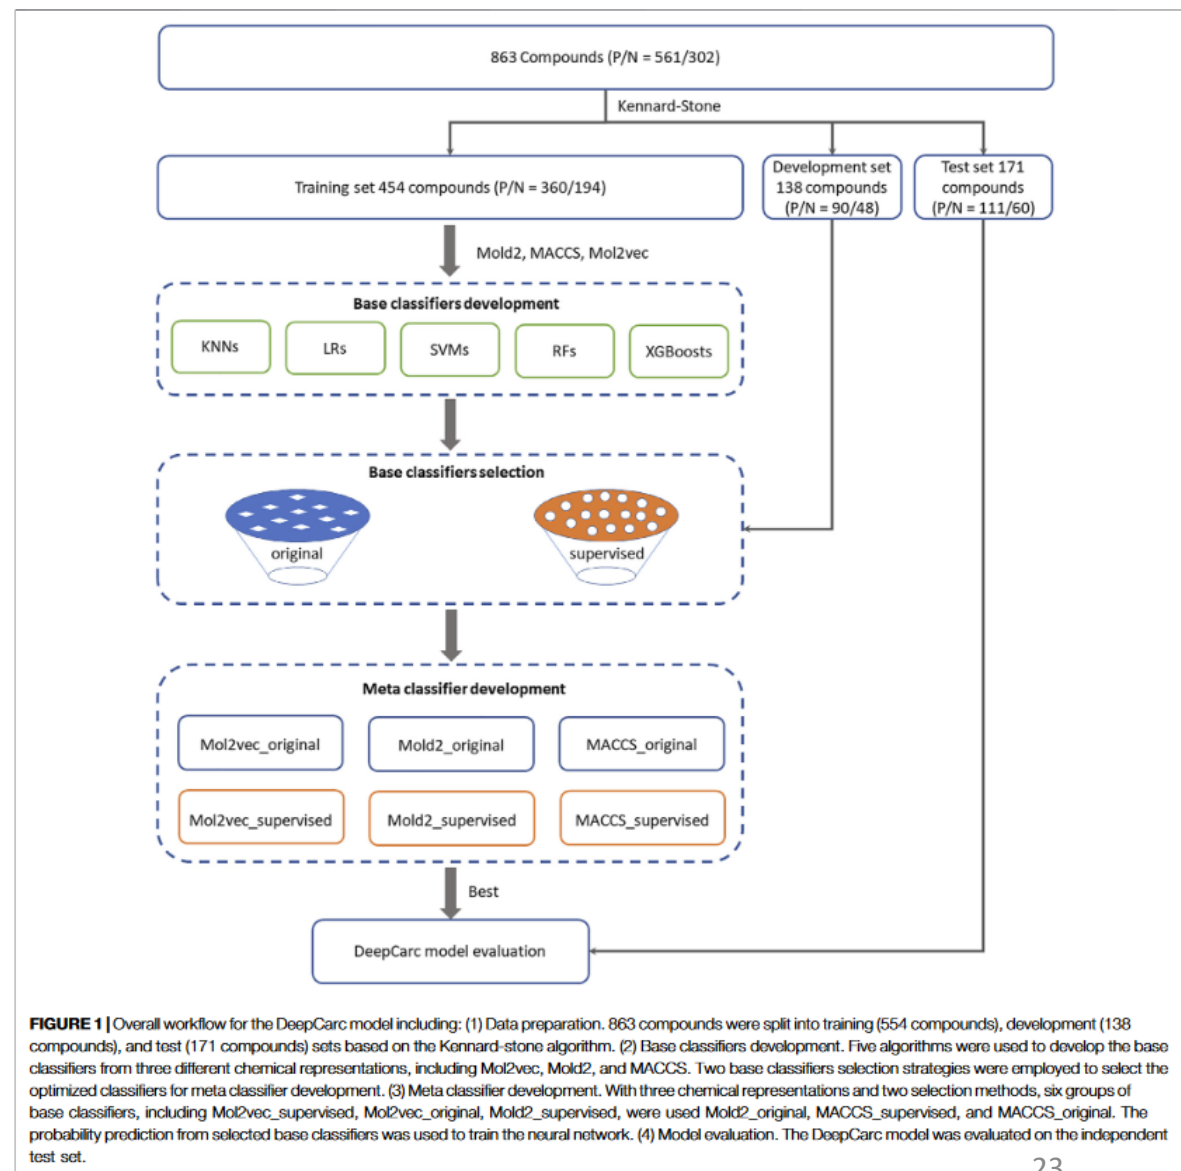 863 Compounds (P/N = 561/302)
Kennard-Stone
Training set 454 compounds (P/N = 360/194)
Development set
138 compounds
(P/N = 90/48)
Test set 171
compounds
(P/N = 111/60)
Mold2, MACCS, Mol2vec
Base classifiers development
KNNs
LRs
SVMs
RFs
XGBoosts
Base classifiers selection
original
supervised
Meta classifier development
Mol2vec_original
Mold2_original
MACCS_original
Mol2vec_supervised
Mold2_supervised
MACCS_supervised
Best
DeepCarc model evaluation
FIGURE 1 | Overall workflow for the DeepCarc model including: (1) Data preparation. 863 compounds were split into training (554 compounds), development (138
compounds), and test (171 compounds) sets based on the Kennard-stone algorithm. (2) Base classifiers development. Five algorithms were used to develop the base
classifiers from three different chemical representations, including Mol2vec, Mold2, and MACCS. Two base classifiers selection strategies were employed to select the
optimized classifiers for meta classifier development. (3) Meta classifier development. With three chemical representations and two selection methods, six groups of
base classifiers, including Mol2vec_supervised, Mol2vec_original, Mold2_supervised, were used Mold2_original, MACCS_supervised, and MACCS_original. The
probability prediction from selected base classifiers was used to train the neural network. (4) Model evaluation. The DeepCarc model was evaluated on the independent
test set.
23